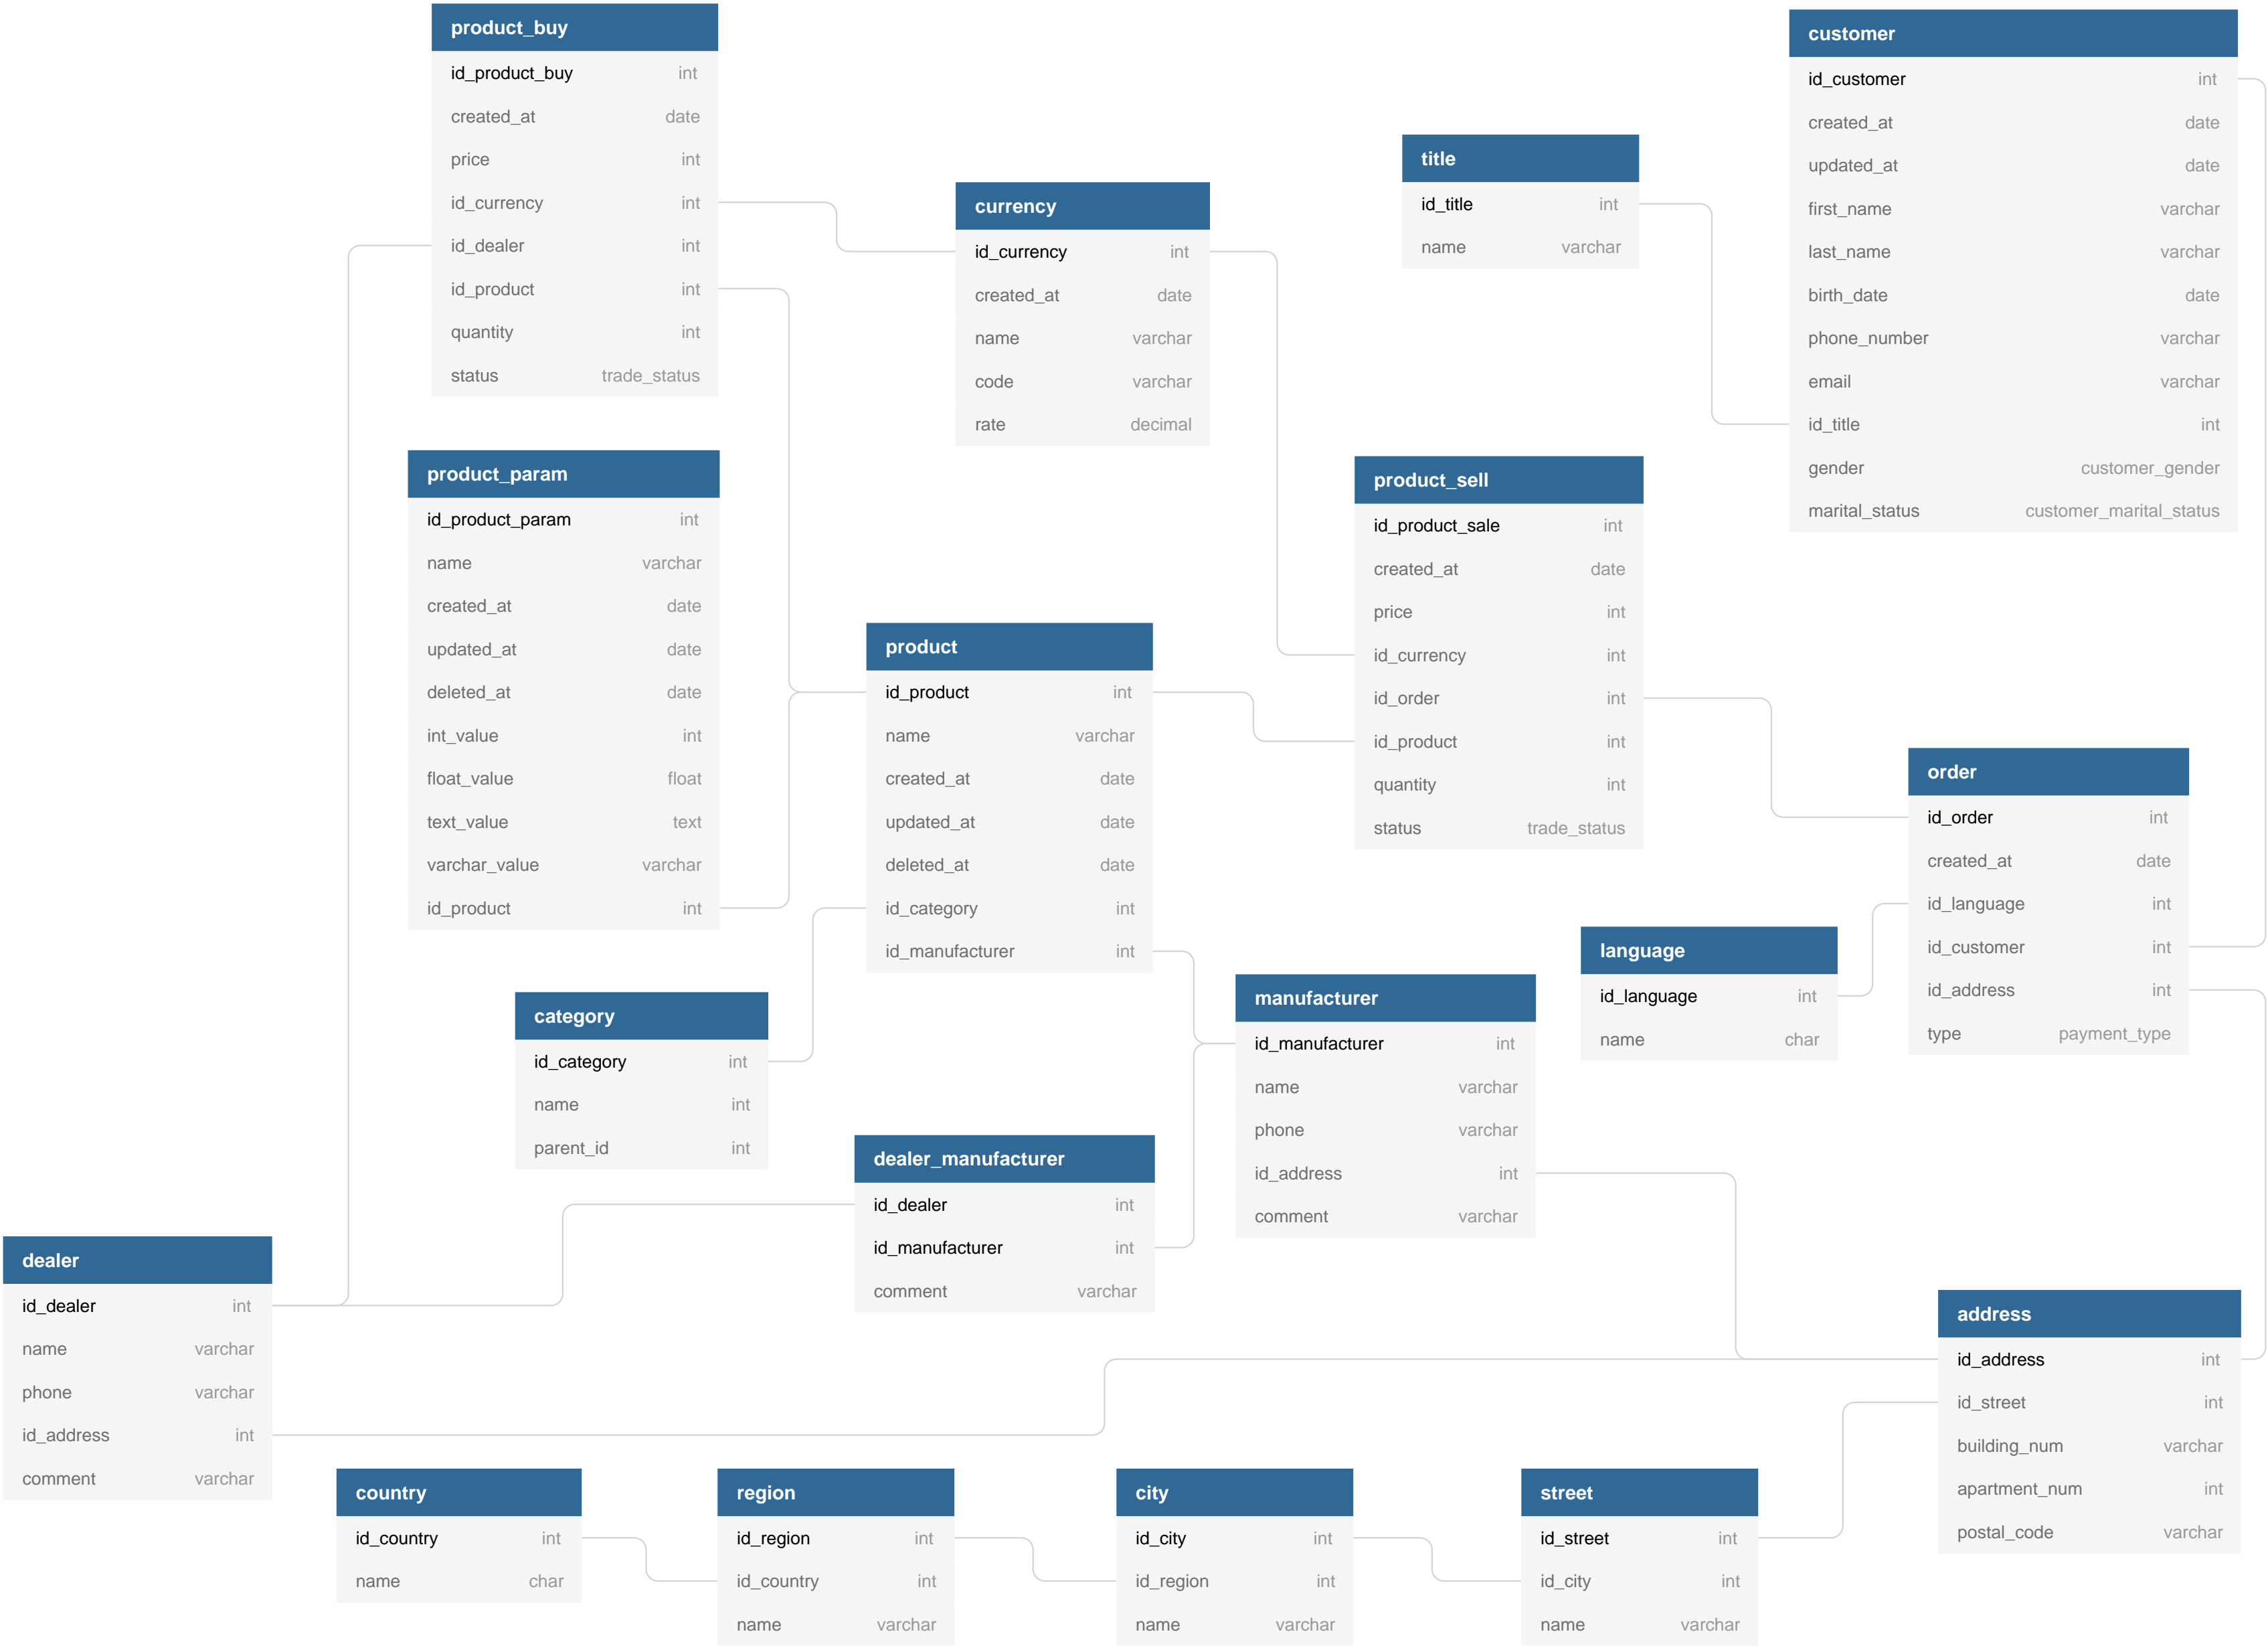 product_buy
id_product_buy int
created_at date
price int
id_currency int
id_dealer int
id_product int
quantity int
status trade_status
customer
id_customer int
created_at date
updated_at date
first_name varchar
last_name varchar
birth_date date
phone_number varchar
email varchar
id_title int
gender customer_gender
marital_status customer_marital_status
title
id_title int
name varchar
currency
id_currency int
created_at date
name varchar
code varchar
rate decimal
product_param
id_product_param int
name varchar
created_at date
updated_at date
deleted_at date
int_value int
float_value float
text_value text
varchar_value varchar
id_product int
product_sell
id_product_sale int
created_at date
price int
id_currency int
id_order int
id_product int
quantity int
status trade_status
product
id_product int
name varchar
created_at date
updated_at date
deleted_at date
id_category int
id_manufacturer int
order
id_order int
created_at date
id_language int
id_customer int
id_address int
type payment_type
language
id_language int
name char
manufacturer
id_manufacturer int
name varchar
phone varchar
id_address int
comment varchar
category
id_category int
name int
parent_id int
dealer_manufacturer
id_dealer int
id_manufacturer int
comment varchar
dealer
id_dealer int
name varchar
phone varchar
id_address int
comment varchar
address
id_address int
id_street int
building_num varchar
apartment_num int
postal_code varchar
country
id_country int
name char
region
id_region int
id_country int
name varchar
city
id_city int
id_region int
name varchar
street
id_street int
id_city int
name varchar